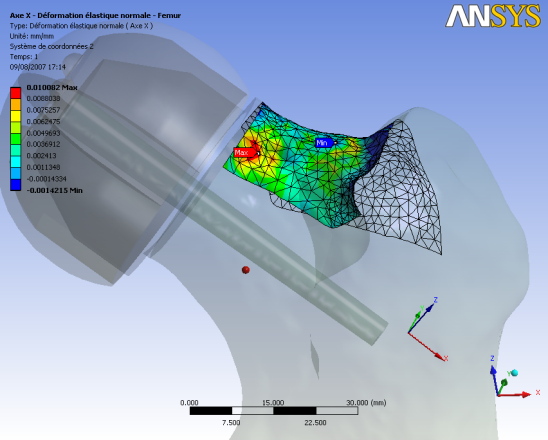 Axe X - Déformation élastique normale - Femur
Type: Déformation élastique normale ( Axe X )
Unité: mm/mm
Système de coordonnées 2
Temps: 1
09/08/2007 17:14
ANSYS
0.010082 Max
0.0088038
0.0075257
0.0062475
0.0049693
0.0036912
0.002413
0.0011348
-0.00014334
-0.0014215 Min
Max
Min
Z
X
Z
Y
X
0.000 15.000 30.000 (mm)
7.500 22.500